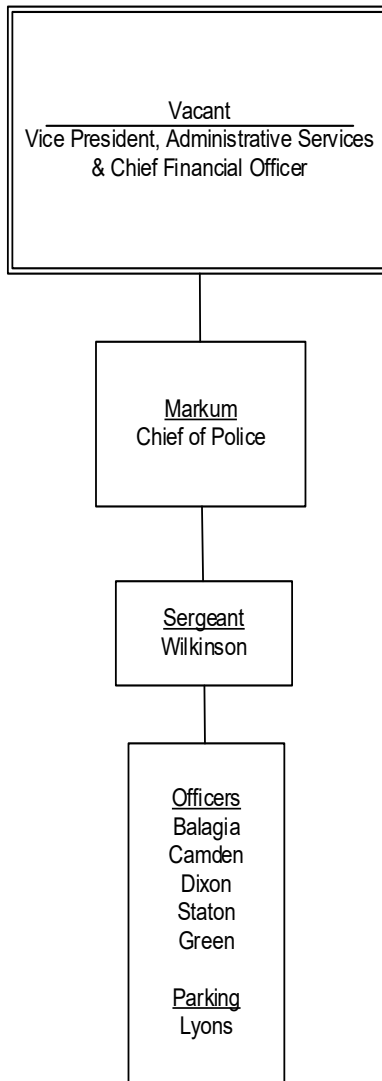 Vacant
Vice President, Administrative Services
& Chief Financial Officer
Markum
Chief of Police
Sergeant
Wilkinson
Officers
Balagia
Camden
Dixon
Staton
Green
Parking
Lyons